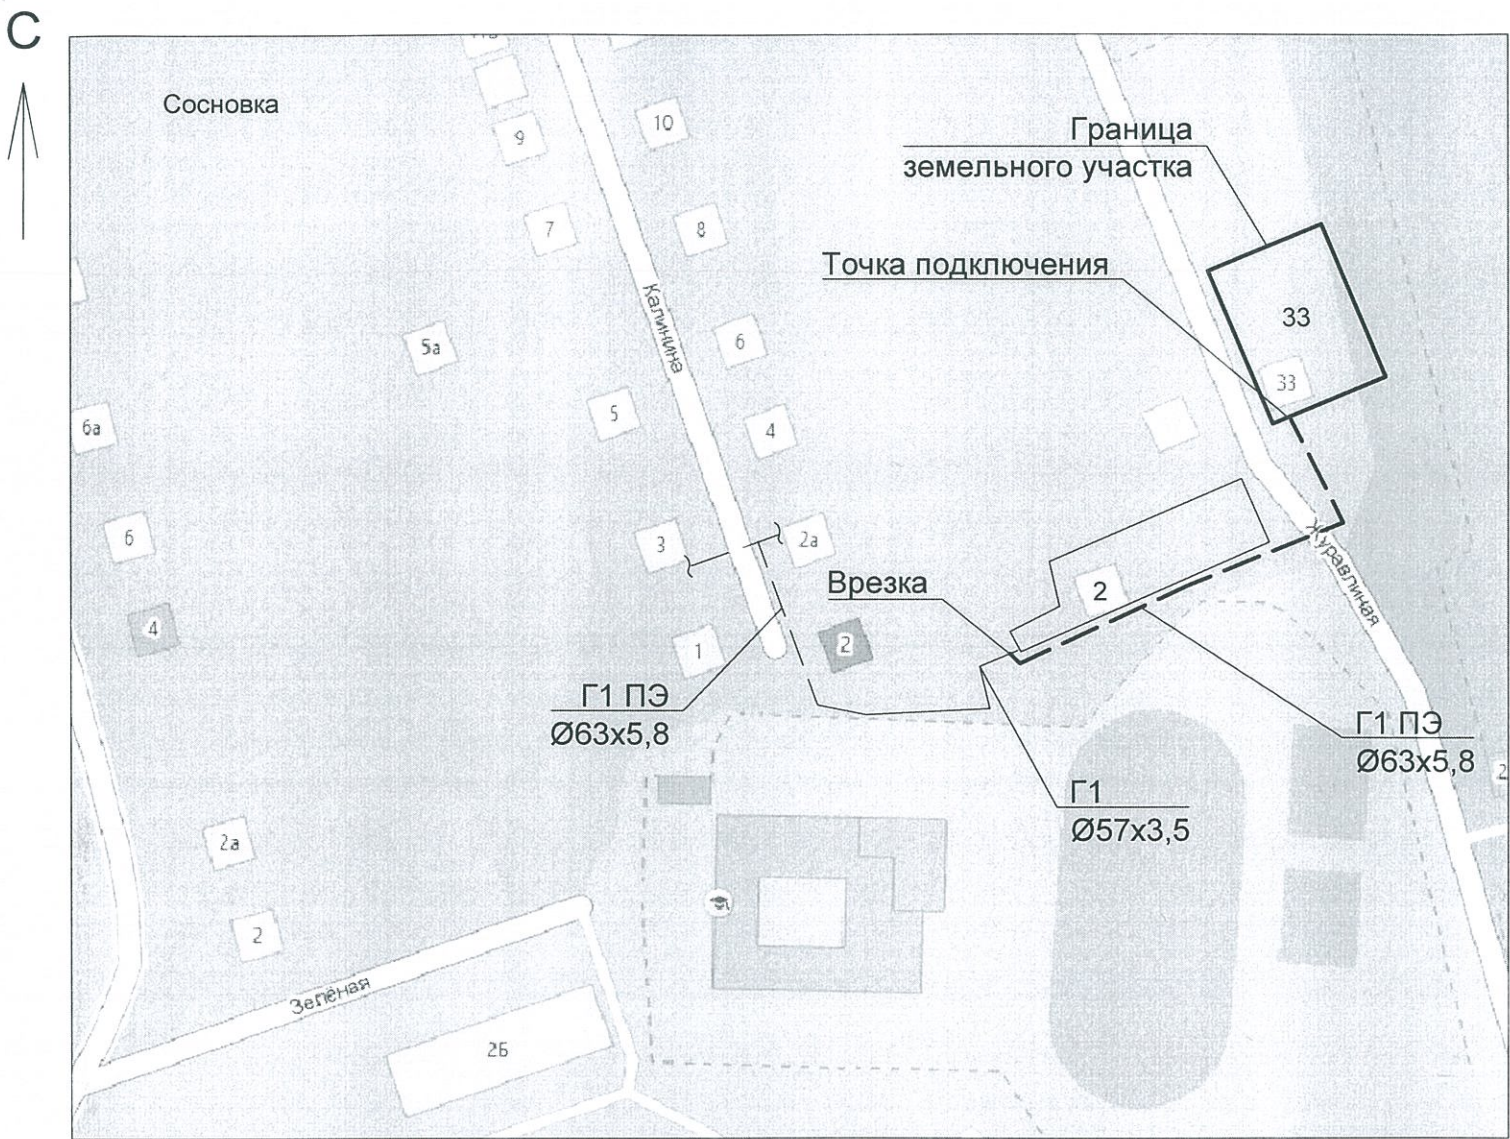 С
Сосновка
9
10
7
8
Граница
земельного участка
Точка подключения
Калинина
33
5а
6
33
5
4
6а
6
3
2а
Врезка
2
Журавлиная
4
1
2
Г1 ПЭ
Ø63х5,8
Г1 ПЭ
Ø63х5,8
Г1
Ø57х3,5
2
2а
2
Зелёная
2Б